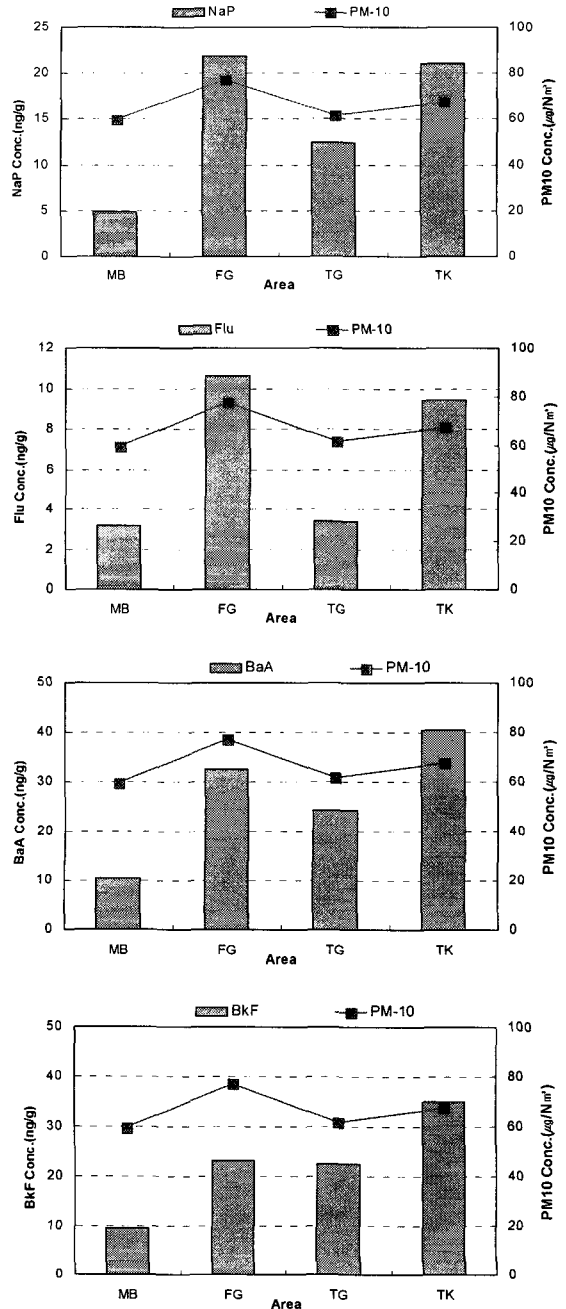 NaP PM-10
25 100
20 80
15 60
10 40
5 20
0 0
NaP Conc.(ng/g)
PM10 Conc.(㎍/N㎥)
MB FG TG TK
Area
Flu PM-10
12 100
10 80
8 60
6
4 40
2 20
0 0
Flu Conc.(ng/g)
PM10 Conc.(㎍/N㎥)
MB FG TG TK
Area
BaA PM-10
50 100
40 80
30 60
20 40
10 20
0 0
BaA Conc.(ng/g)
PM10 Conc.(㎍/N㎥)
MB FG TG TK
Area
BkF PM-10
50 100
40 80
30 60
20 40
10 20
0 0
BkF Conc.(ng/g)
PM10 Conc.(㎍/N㎥)
MB FG TG TK
Area